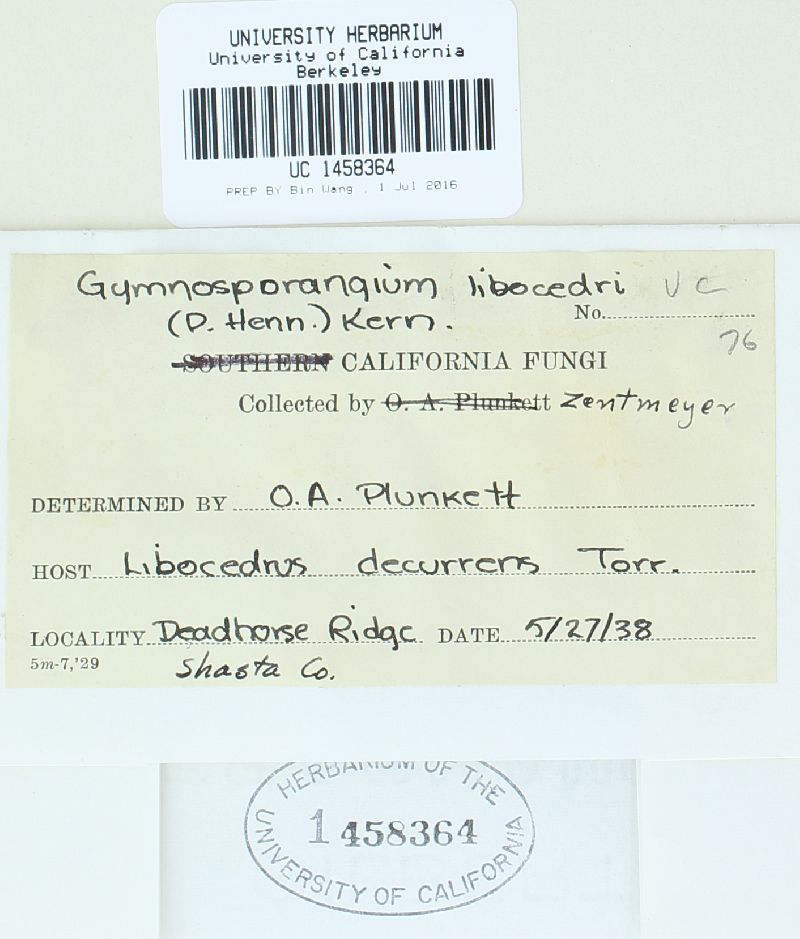 UNIVERSITY HERBARIUM
University of California
Berkeley
UC 1458364
PREP BY Bin Wang , 1 Jul 2016
Gymnosporangium libocedri UC
(P. Henn.) Kern. No.
76
SOUTHERN CALIFORNIA FUNGI
Collected by O. A. Plunkett Zentmeyer
DETERMINED BY O.A. Plunkett
HOST Libocedrus decurrens Torr.
LOCALITY Deadhorse Ridge DATE 5/27/38
5m-7,'29 Shasta Co.
HERBARIUM OF THE
1458364
UNIVERSITY OF CALIFORNIA